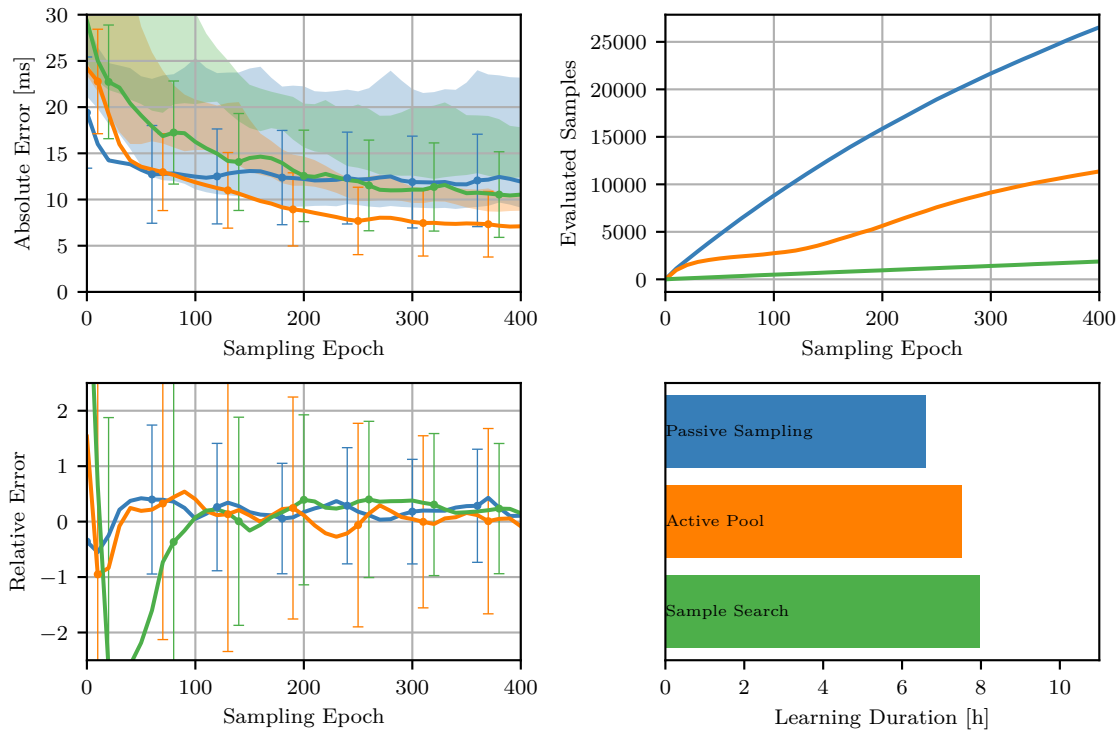 30
25
20
15
10
5
0
Absolute Error [ms]
0 100 200 300 400
Sampling Epoch
25000
20000
15000
10000
5000
0
Evaluated Samples
0 100 200 300 400
Sampling Epoch
2
1
0
−1
−2
Relative Error
0 100 200 300 400
Sampling Epoch
Passive Sampling
Active Pool
Sample Search
0 2 4 6 8 10
Learning Duration [h]